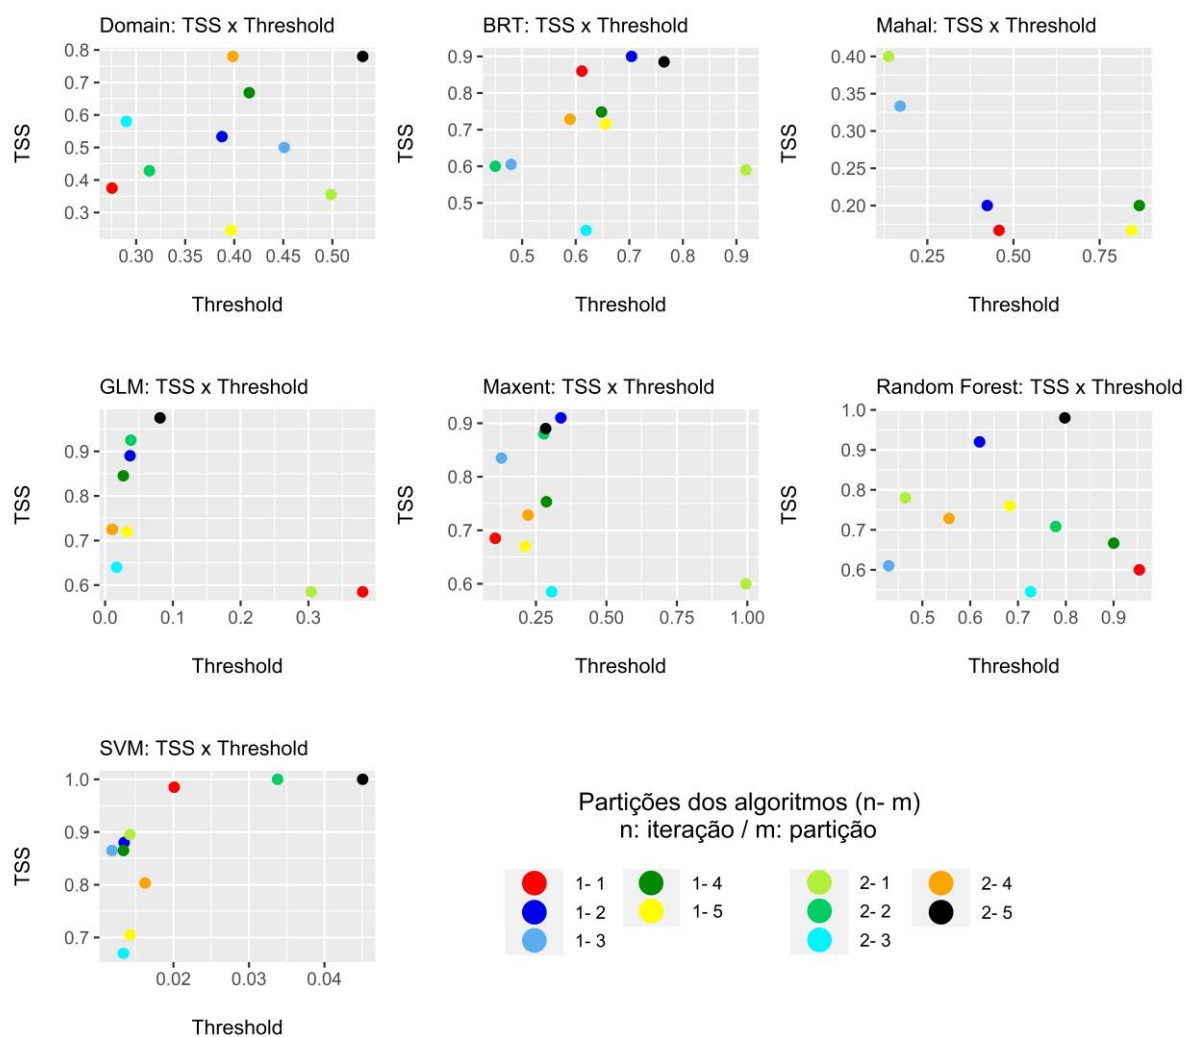 Domain: TSS x Threshold
TSS
0.8
0.7
0.6
0.5
0.4
0.3
0.30 0.35 0.40 0.45 0.50
Threshold
BRT: TSS x Threshold
TSS
0.9
0.8
0.7
0.6
0.5
0.5 0.6 0.7 0.8 0.9
Threshold
Mahal: TSS x Threshold
TSS
0.40
0.35
0.30
0.25
0.20
0.25 0.50 0.75
Threshold
GLM: TSS x Threshold
TSS
0.9
0.8
0.7
0.6
0.0 0.1 0.2 0.3
Threshold
Maxent: TSS x Threshold
TSS
0.9
0.8
0.7
0.6
0.25 0.50 0.75 1.00
Threshold
Random Forest: TSS x Threshold
TSS
1.0
0.9
0.8
0.7
0.6
0.5 0.6 0.7 0.8 0.9
Threshold
SVM: TSS x Threshold
TSS
1.0
0.9
0.8
0.7
0.02 0.03 0.04
Threshold
Partições dos algoritmos (n- m)
n: iteração / m: partição
1- 1
1- 2
1- 3
1- 4
1- 5
2- 1
2- 2
2- 3
2- 4
2- 5